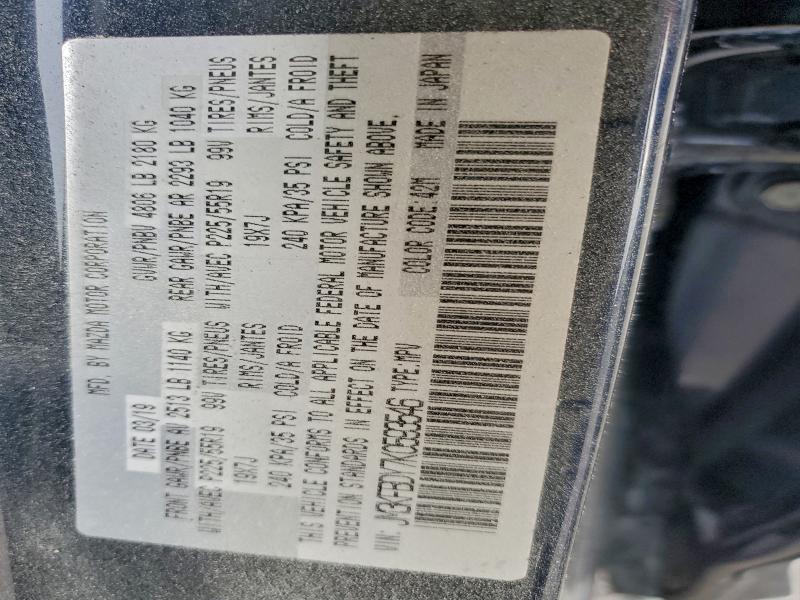 MFD. BY MAZDA MOTOR CORPORATION
DATE 03/19 GVWR/PNBV 4806 LB 2180 KG
FRONT GAWR/PNBE AV 2513 LB 1140 KG REAR GAWR/PNBE AR 2293 LB 1040 KG
WITH/AVEC P225/55R19 99V TIRES/PNEUS WITH/AVEC P225/55R19 99V TIRES/PNEUS
19X7J RIMS/JANTES 19X7J RIMS/JANTES
240 KPA/35 PSI COLD/A FROID 240 KPA/35 PSI COLD/A FROID
THIS VEHICLE CONFORMS TO ALL APPLICABLE FEDERAL MOTOR VEHICLE SAFETY AND THEFT
PREVENTION STANDARDS IN EFFECT ON THE DATE OF MANUFACTURE SHOWN ABOVE.
VIN: TYPE:MPV COLOR CODE:42M MADE IN JAPAN